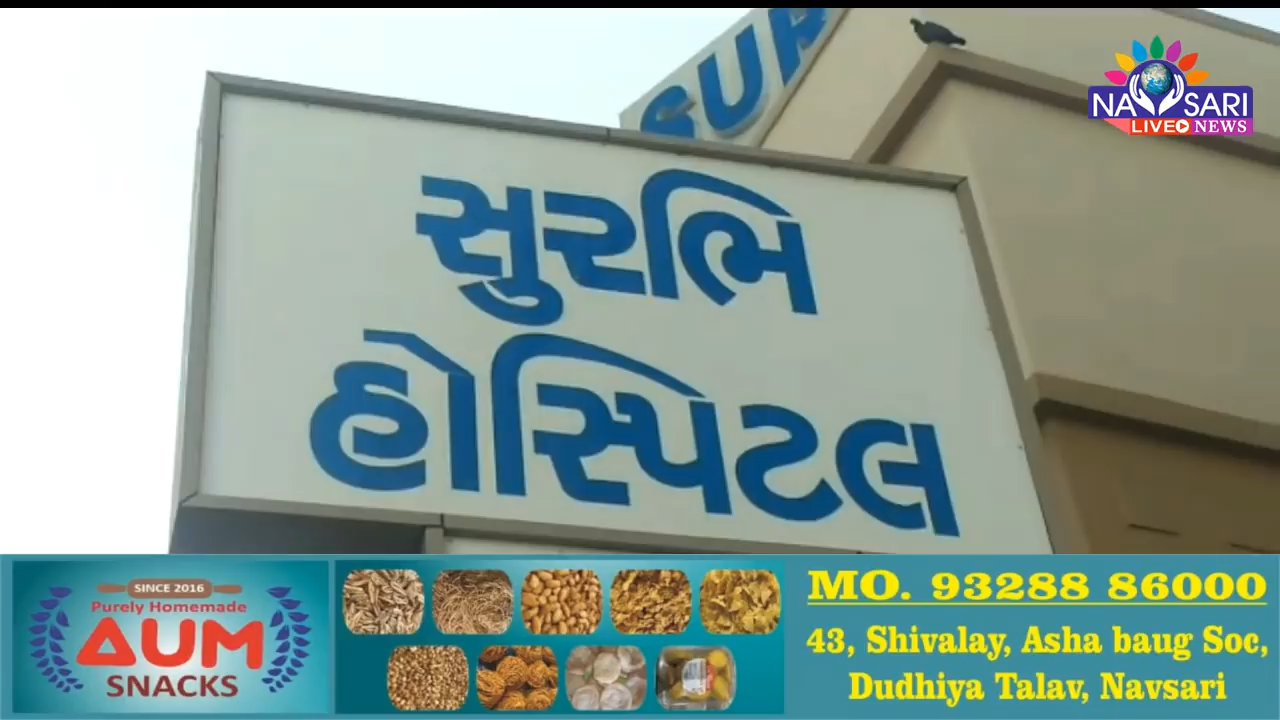 SUR
સુરભિ
હોસ્પિટલ
NAVSARI
LIVE NEWS
SINCE 2016
Purely Homemade
AUM
SNACKS
MO. 93288 86000
43, Shivalay, Asha baug Soc,
Dudhiya Talav, Navsari